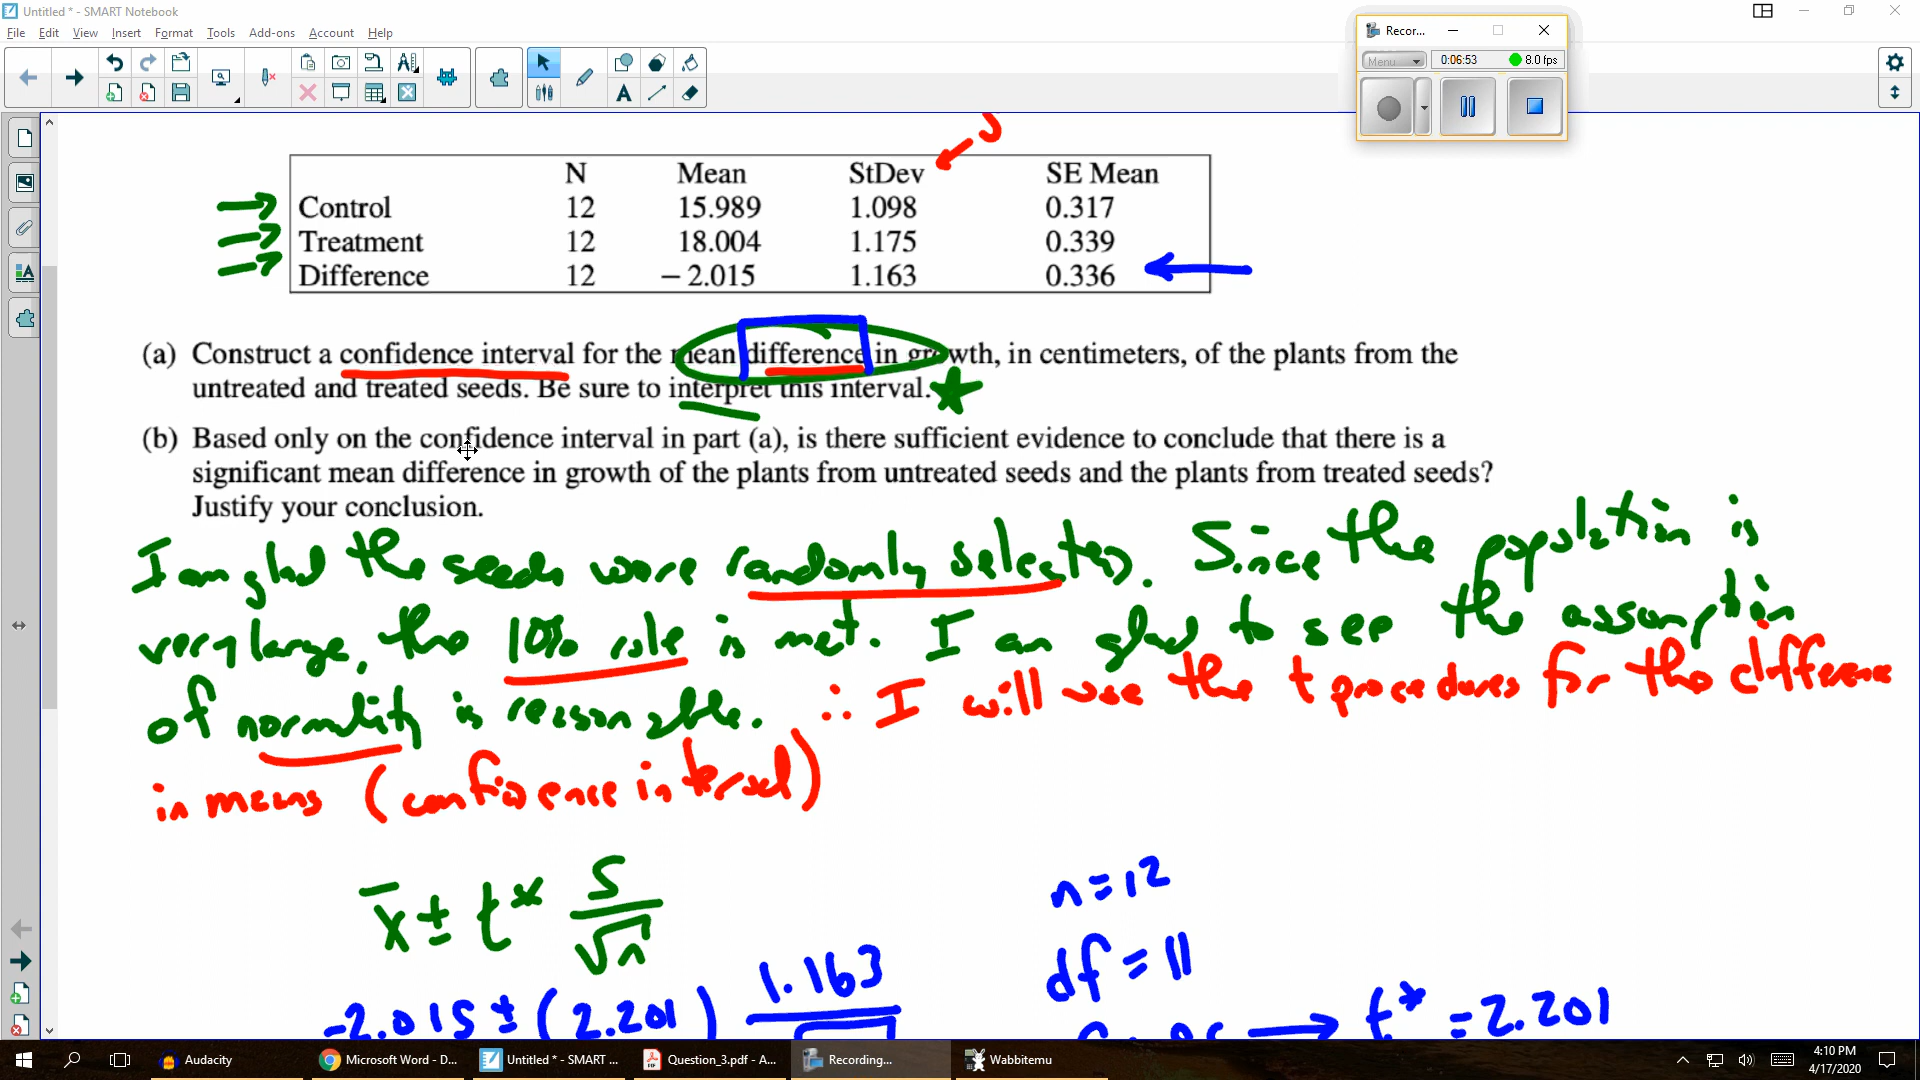 Untitled * - SMART Notebook
File Edit View Insert Format Tools Add-ons Account Help
Recor...
Menu 0:06:53 8.0 fps
N Mean StDev SE Mean
Control 12 15.989 1.098 0.317
Treatment 12 18.004 1.175 0.339
Difference 12 −2.015 1.163 0.336
(a) Construct a confidence interval for the mean difference in growth, in centimeters, of the plants from the
untreated and treated seeds. Be sure to interpret this interval.
(b) Based only on the confidence interval in part (a), is there sufficient evidence to conclude that there is a
significant mean difference in growth of the plants from untreated seeds and the plants from treated seeds?
Justify your conclusion.
I am glad the seeds were randomly selected. Since the population is
very large, the 10% rule is met. I am glad to see the assumption
of normality is reasonable. ∴ I will use the t procedures for the difference
in means (confidence interval)
x̄ ± t* s/√n
n = 12
df = 11
-2.015 ± (2.201) 1.163
→ t* = 2.201
Audacity
Microsoft Word - D...
Untitled * - SMART ...
Question_3.pdf - A...
Recording...
Wabbitemu
4:10 PM
4/17/2020